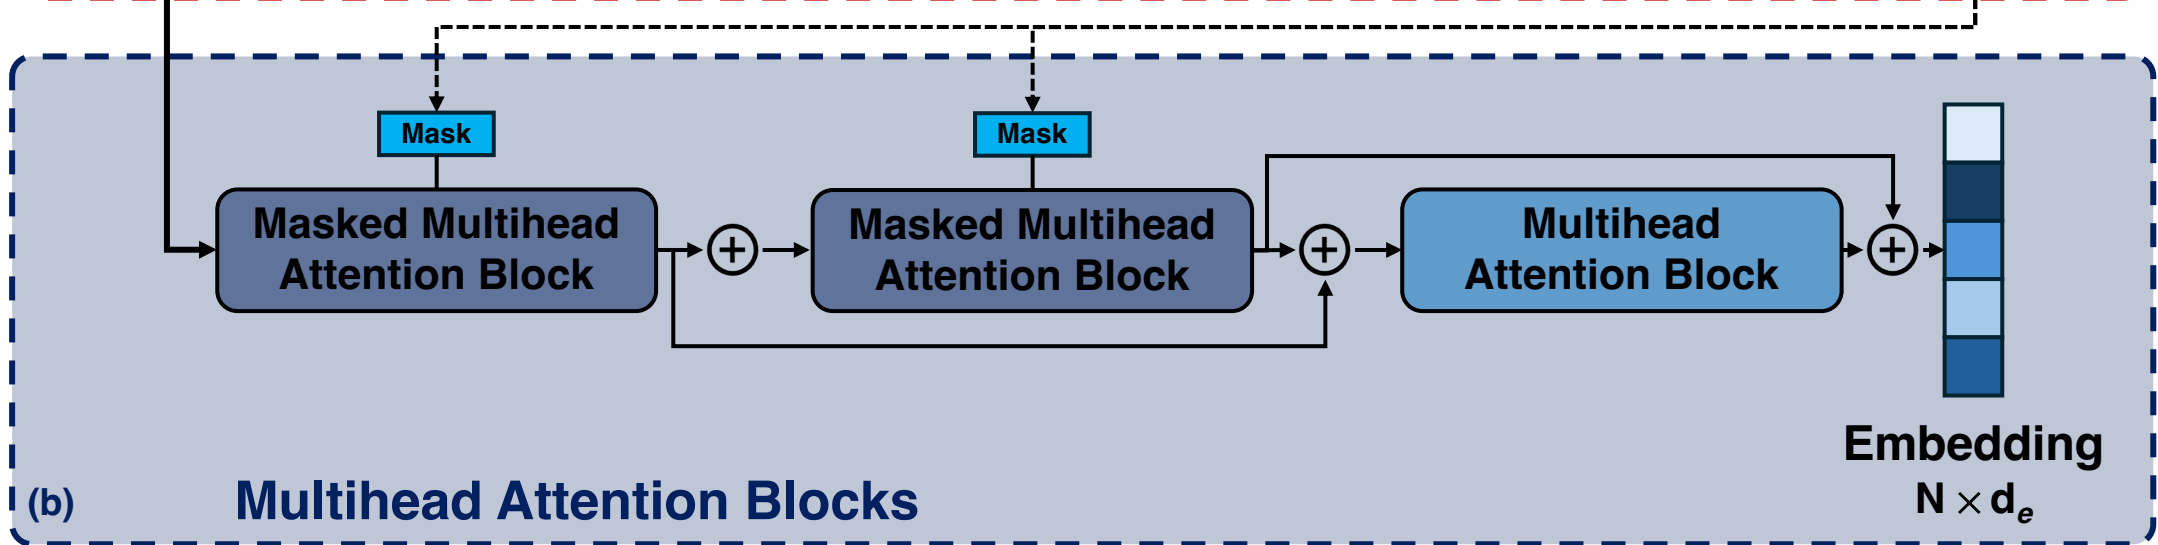 Mask
Mask
Masked Multihead
Attention Block
Masked Multihead
Attention Block
Multihead
Attention Block
Embedding
N × dₑ
(b)
Multihead Attention Blocks